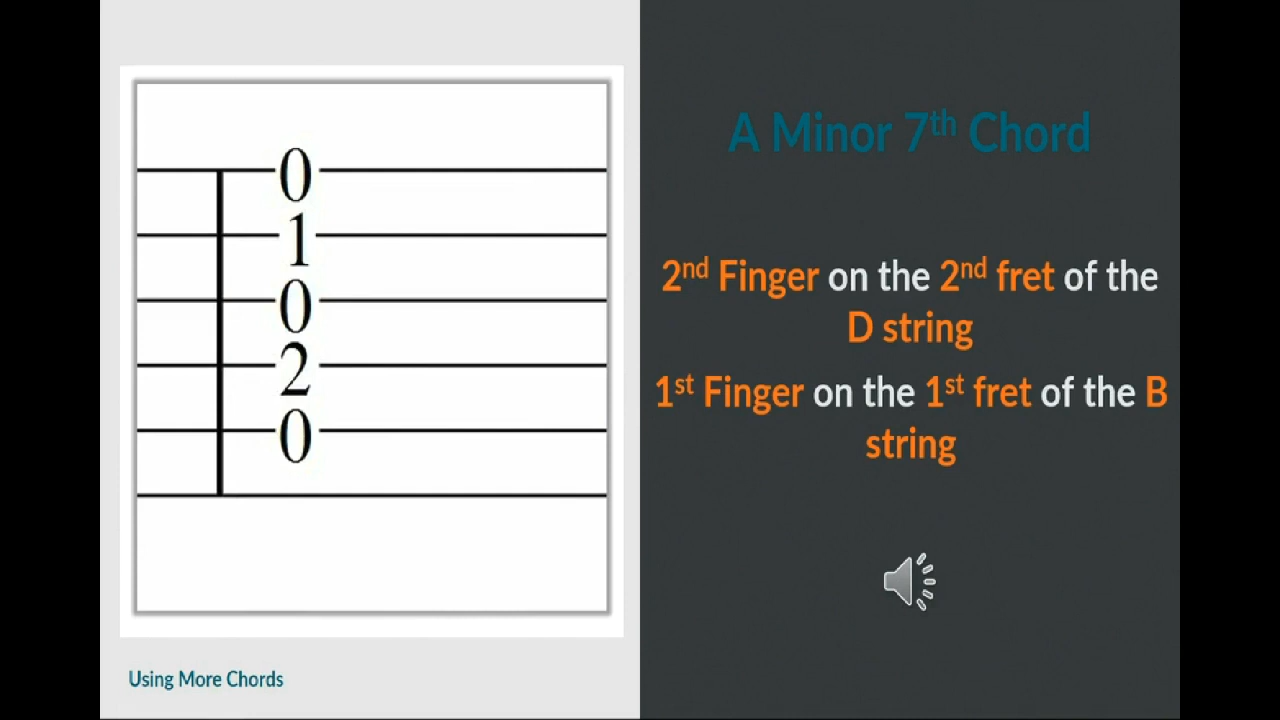 0
1
0
2
0
Using More Chords
A Minor 7th Chord
2nd Finger on the 2nd fret of the
D string
1st Finger on the 1st fret of the B
string